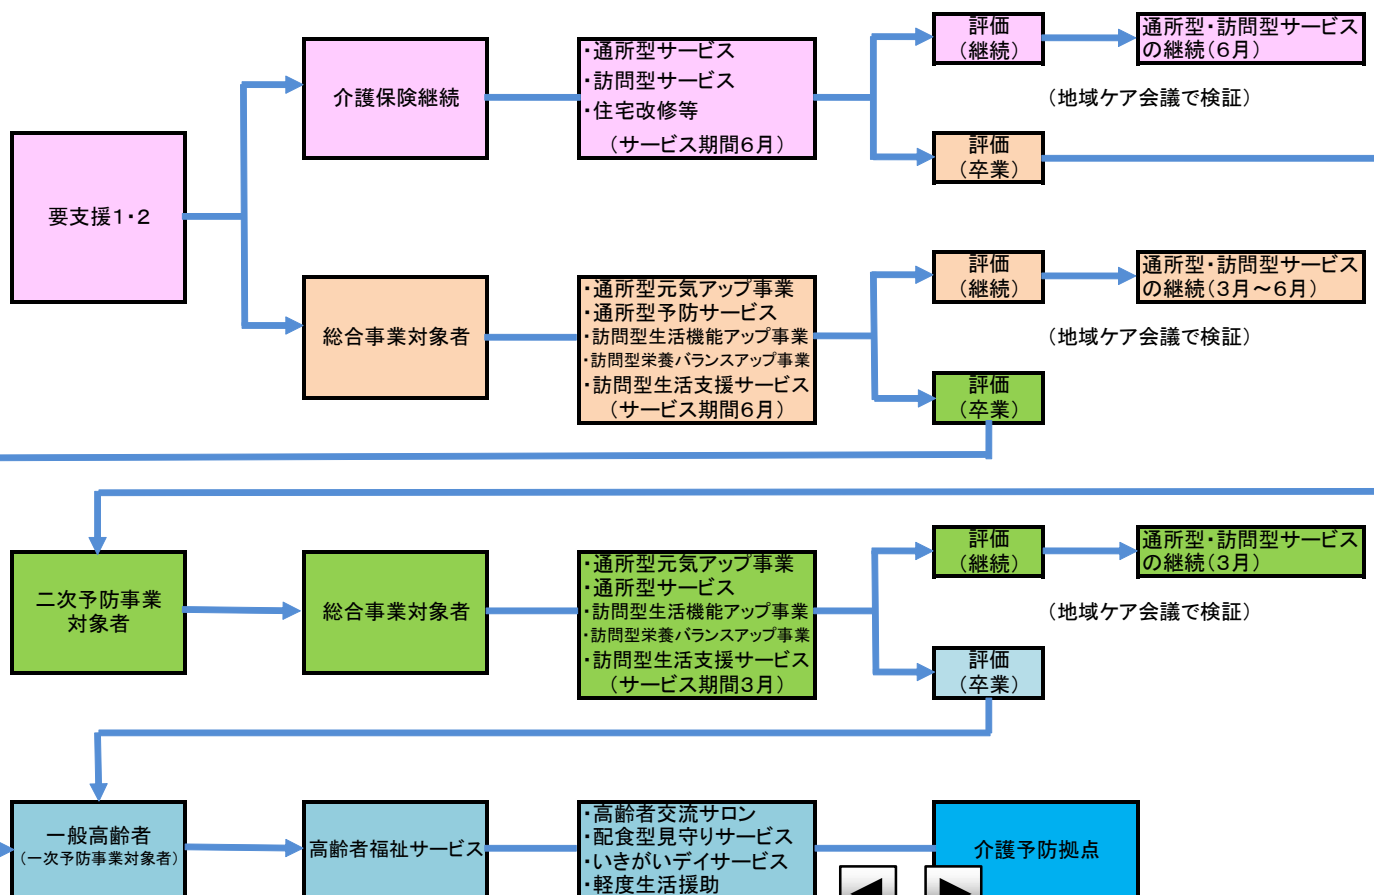 要支援1・2
介護保険継続
・通所型サービス
・訪問型サービス
・住宅改修等
（サービス期間6月）
評価
（継続）
通所型・訪問型サービス
の継続（6月）
（地域ケア会議で検証）
評価
（卒業）
総合事業対象者
・通所型元気アップ事業
・通所型予防サービス
・訪問型生活機能アップ事業
・訪問型栄養バランスアップ事業
・訪問型生活支援サービス
（サービス期間6月）
評価
（継続）
通所型・訪問型サービス
の継続（3月～6月）
（地域ケア会議で検証）
評価
（卒業）
二次予防事業
対象者
総合事業対象者
・通所型元気アップ事業
・通所型サービス
・訪問型生活機能アップ事業
・訪問型栄養バランスアップ事業
・訪問型生活支援サービス
（サービス期間3月）
評価
（継続）
通所型・訪問型サービス
の継続（3月）
（地域ケア会議で検証）
評価
（卒業）
一般高齢者
（一次予防事業対象者）
高齢者福祉サービス
・高齢者交流サロン
・配食型見守りサービス
・いきがいデイサービス
・軽度生活援助
介護予防拠点